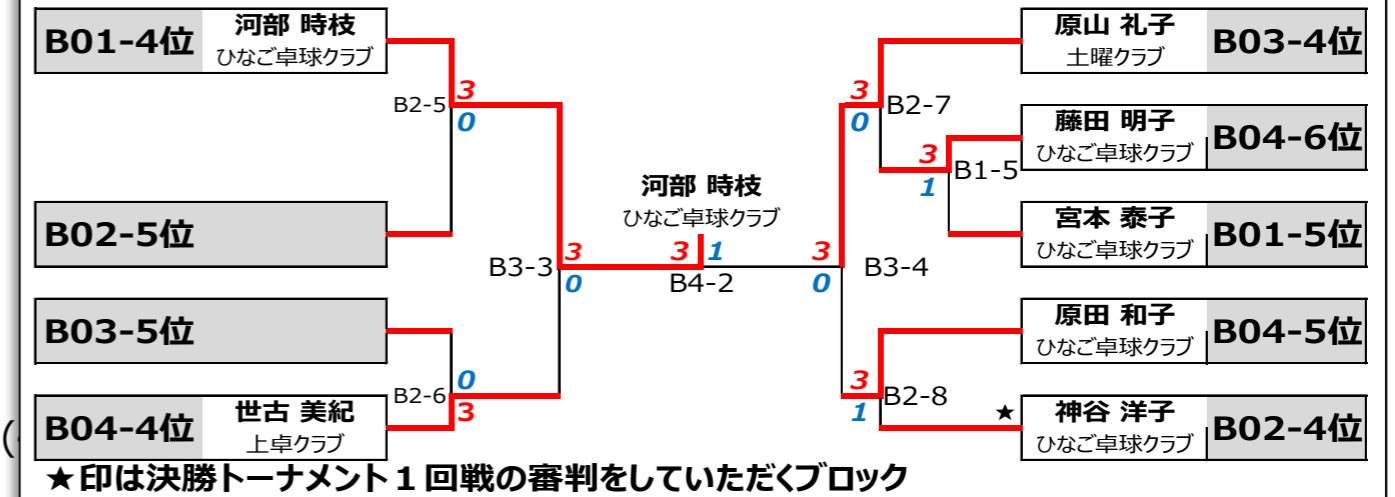 B01-4位 河部 時枝
ひなご卓球クラブ
B2-5
3
0
B02-5位
B3-3
3
0
B03-5位
B2-6
0
3
B04-4位 世古 美紀
上卓クラブ
河部 時枝
ひなご卓球クラブ
3 1
B4-2
原山 礼子 B03-4位
土曜クラブ
3
0
B2-7
藤田 明子 B04-6位
ひなご卓球クラブ
3
1
B1-5
宮本 泰子 B01-5位
ひなご卓球クラブ
3
0
B3-4
原田 和子 B04-5位
ひなご卓球クラブ
3
1
B2-8
★ 神谷 洋子 B02-4位
ひなご卓球クラブ
(
★印は決勝トーナメント１回戦の審判をしていただくブロック